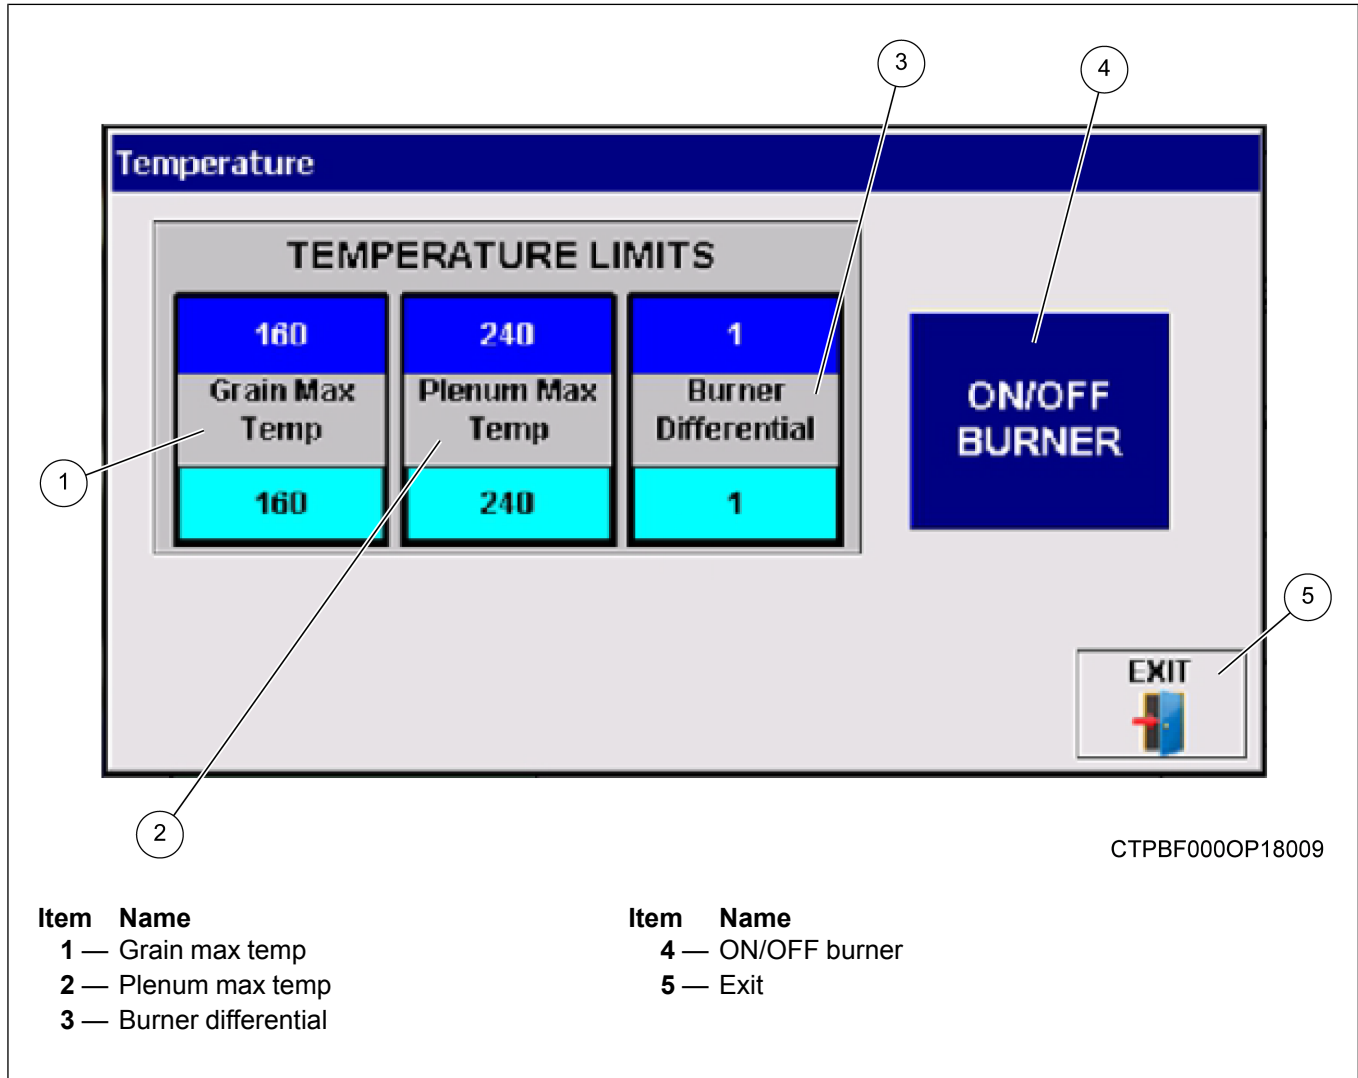 3
4
Temperature
TEMPERATURE LIMITS
160
240
1
Grain Max
Temp
Plenum Max
Temp
Burner
Differential
160
240
1
ON/OFF
BURNER
1
5
EXIT
2
CTPBF000OP18009
Item Name
1 — Grain max temp
2 — Plenum max temp
3 — Burner differential
Item Name
4 — ON/OFF burner
5 — Exit